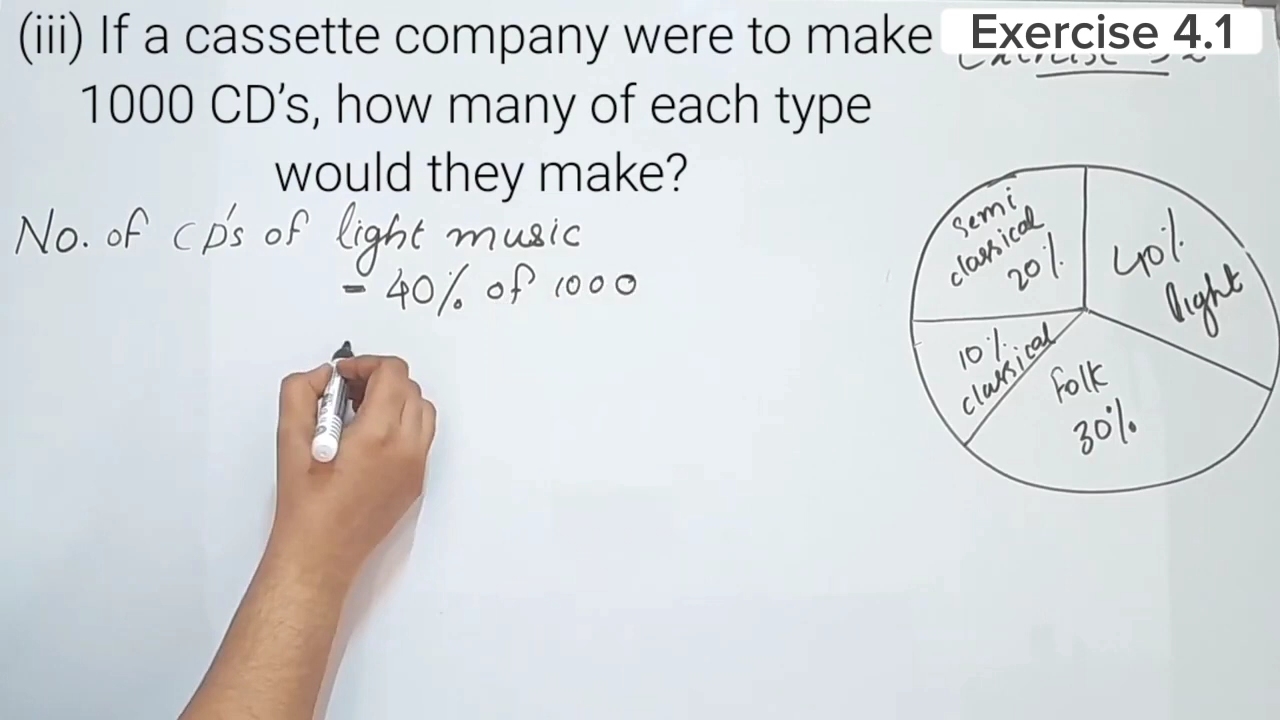 (iii) If a cassette company were to make
1000 CD’s, how many of each type
would they make?
Exercise 4.1
No. of CD's of light music
= 40% of 1000
Semi
classical
20%
40%
light
10%
classical
Folk
30%